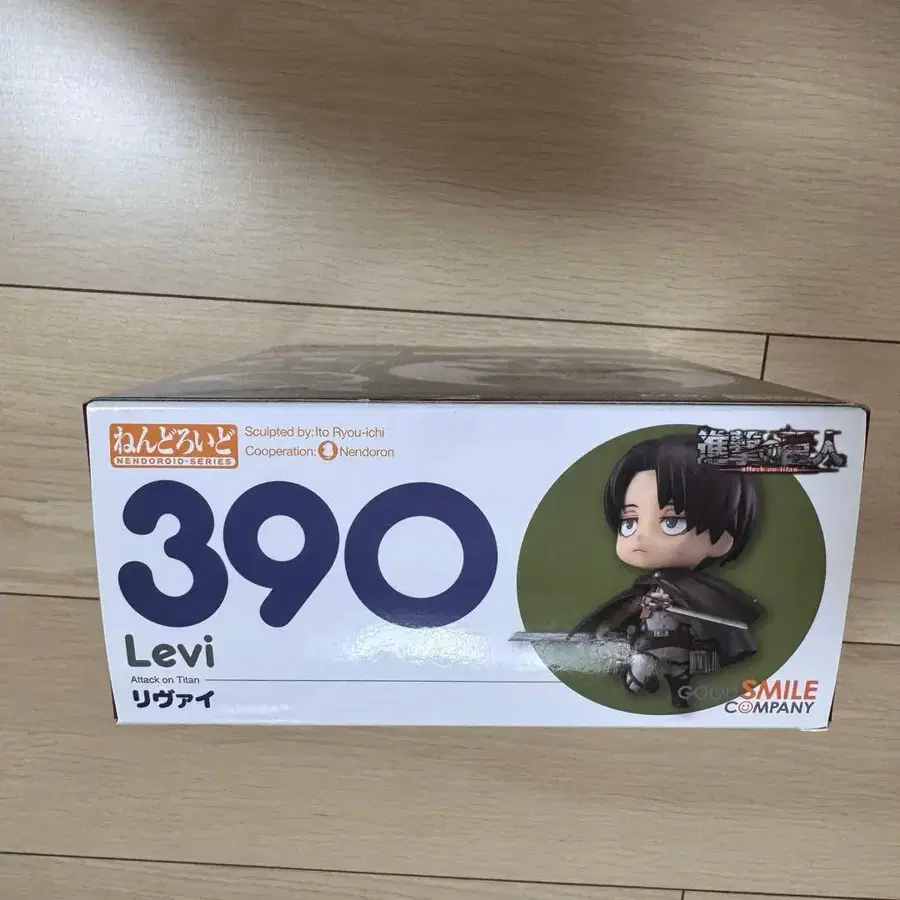 ねんどろいど
NENDOROID-SERIES
Sculpted by: Ito Ryou-ichi
Cooperation: Nendoron
390
Levi
Attack on Titan
リヴァイ
進撃の巨人
attack on titan
GOOD SMILE
COMPANY